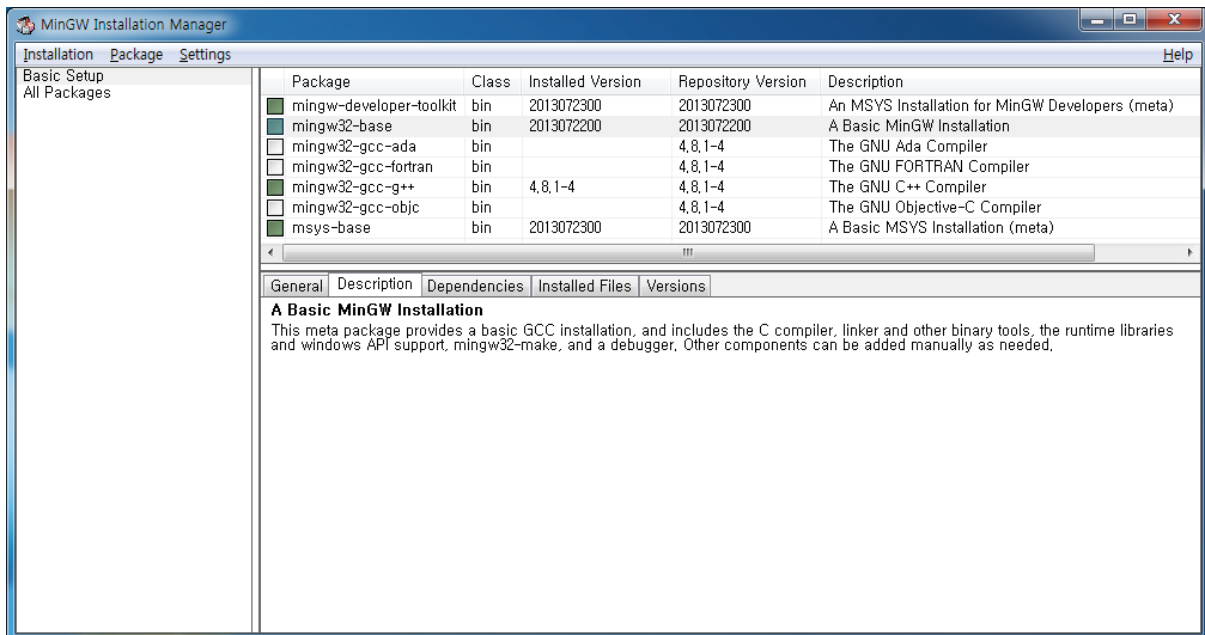 MinGW Installation Manager
Installation Package Settings Help
Basic Setup
All Packages
Package Class Installed Version Repository Version Description
mingw-developer-toolkit bin 2013072300 2013072300 An MSYS Installation for MinGW Developers (meta)
mingw32-base bin 2013072200 2013072200 A Basic MinGW Installation
mingw32-gcc-ada bin 4.8.1-4 The GNU Ada Compiler
mingw32-gcc-fortran bin 4.8.1-4 The GNU FORTRAN Compiler
mingw32-gcc-g++ bin 4.8.1-4 4.8.1-4 The GNU C++ Compiler
mingw32-gcc-objc bin 4.8.1-4 The GNU Objective-C Compiler
msys-base bin 2013072300 2013072300 A Basic MSYS Installation (meta)
General Description Dependencies Installed Files Versions
A Basic MinGW Installation
This meta package provides a basic GCC installation, and includes the C compiler, linker and other binary tools, the runtime libraries
and windows API support, mingw32-make, and a debugger. Other components can be added manually as needed.